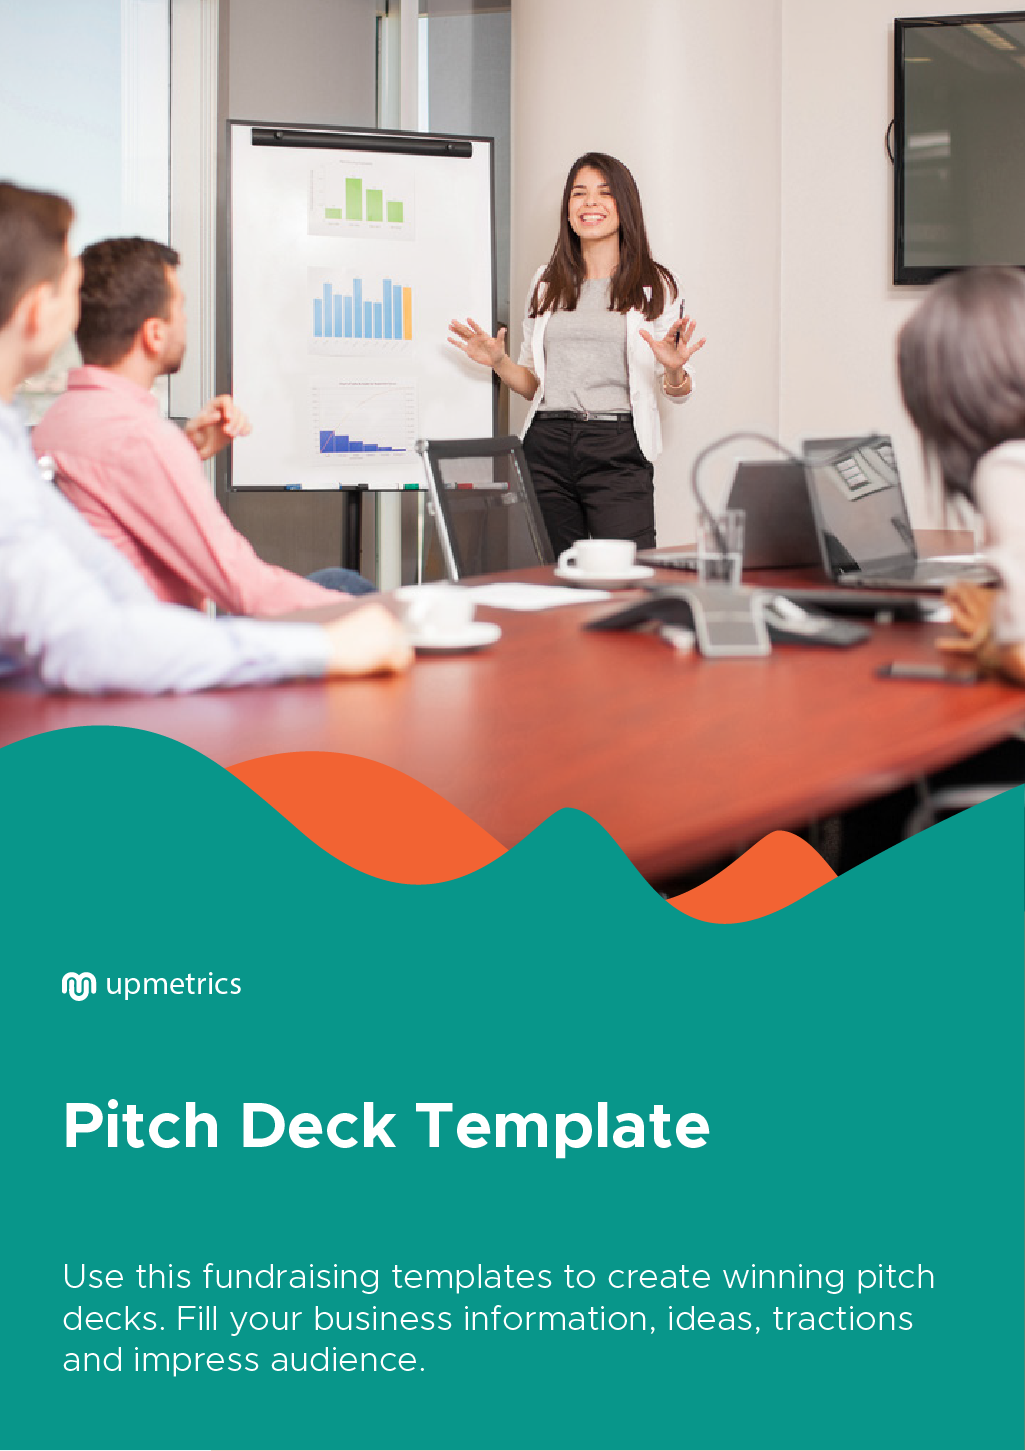 upmetrics
Pitch Deck Template
Use this fundraising templates to create winning pitch
decks. Fill your business information, ideas, tractions
and impress audience.